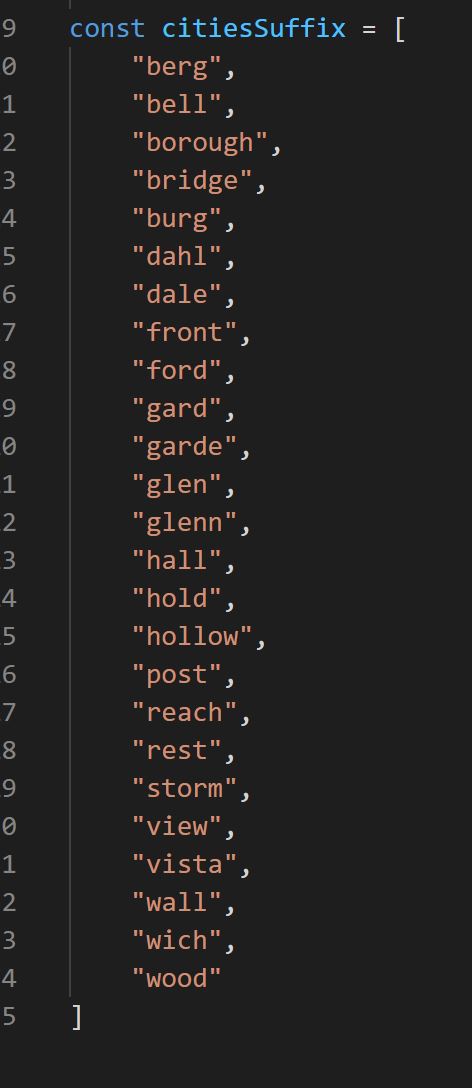 9 const citiesSuffix = [
0 "berg",
1 "bell",
2 "borough",
3 "bridge",
4 "burg",
5 "dahl",
6 "dale",
7 "front",
8 "ford",
9 "gard",
0 "garde",
1 "glen",
2 "glenn",
3 "hall",
4 "hold",
5 "hollow",
6 "post",
7 "reach",
8 "rest",
9 "storm",
0 "view",
1 "vista",
2 "wall",
3 "wich",
4 "wood"
5 ]